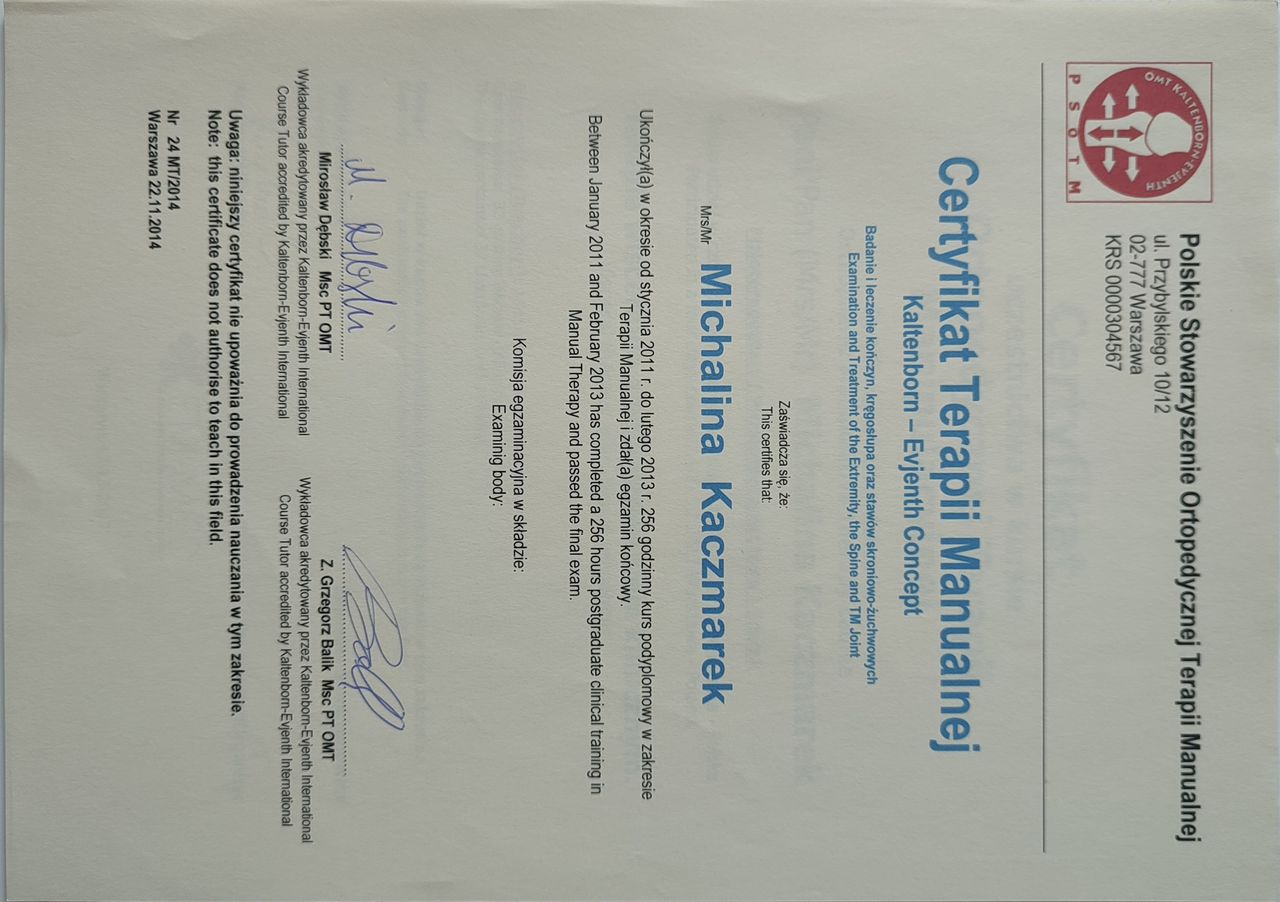 OMT KALTENBORN-EVJENTH
PSOTM
Polskie Stowarzyszenie Ortopedycznej Terapii Manualnej
ul. Przybylskiego 10/12
02-777 Warszawa
KRS 0000304567
Certyfikat Terapii Manualnej
Kaltenborn – Evjenth Concept
Badanie i leczenie kończyn, kręgosłupa oraz stawów skroniowo-żuchwowych
Examination and Treatment of the Extremity, the Spine and TM Joint
Zaświadcza się, że:
This certifies that:
Mrs/Mr Michalina Kaczmarek
Ukończył(a) w okresie od stycznia 2011 r. do lutego 2013 r. 256 godzinny kurs podyplomowy w zakresie
Terapii Manualnej i zdał(a) egzamin końcowy.
Between January 2011 and February 2013 has completed a 256 hours postgraduate clinical training in
Manual Therapy and passed the final exam.
Komisja egzaminacyjna w składzie:
Examinig body:
M. Dębski
Mirosław Dębski Msc PT OMT
Wykładowca akredytowany przez Kaltenborn-Evjenth International
Course Tutor accredited by Kaltenborn-Evjenth International
Z. Grzegorz Balik Msc PT OMT
Wykładowca akredytowany przez Kaltenborn-Evjenth International
Course Tutor accredited by Kaltenborn-Evjenth International
Uwaga: niniejszy certyfikat nie upoważnia do prowadzenia nauczania w tym zakresie.
Note: this certificate does not authorise to teach in this field.
Nr 24 MT/2014
Warszawa 22.11.2014